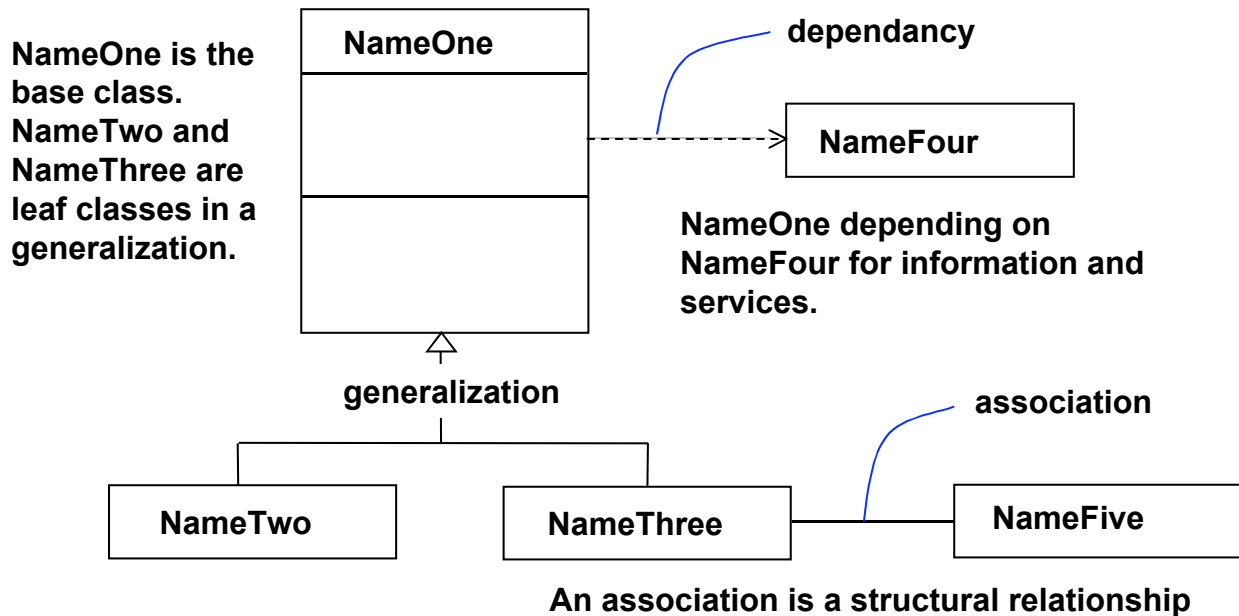 NameOne is the
base class.
NameTwo and
NameThree are
leaf classes in a
generalization.
NameOne
dependancy
NameFour
NameOne depending on
NameFour for information and
services.
generalization
association
NameTwo
NameThree
NameFive
An association is a structural relationship